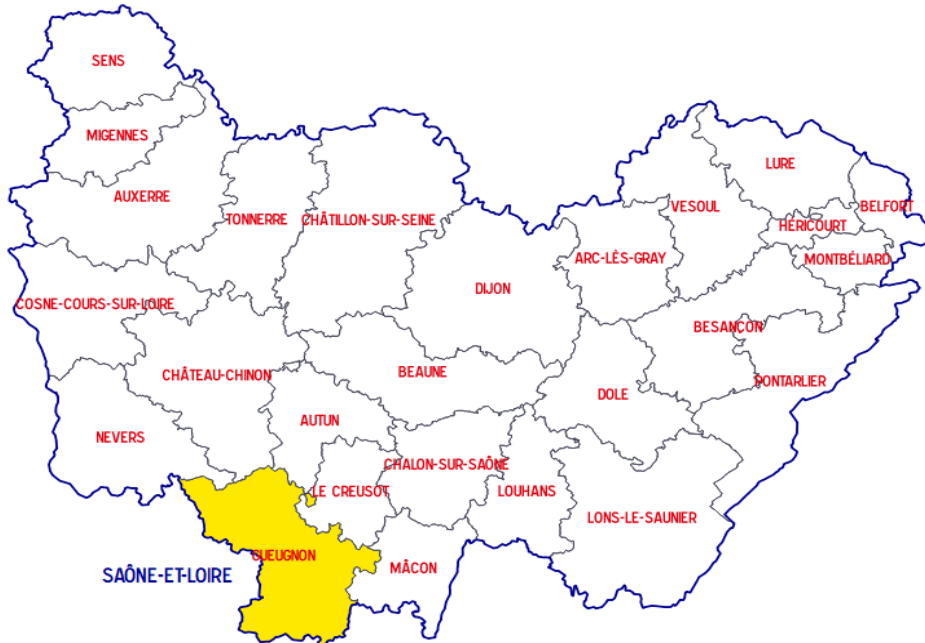 SENS
MIGENNES
LURE
AUXERRE
BELFORT
VESOUL
TONNERRE
CHÂTILLON-SUR-SEINE
HÉRICOURT
ARC-LÈS-GRAY
MONTBÉLIARD
DIJON
COSNE-COURS-SUR-LOIRE
BESANÇON
BEAUNE
CHÂTEAU-CHINON
PONTARLIER
DOLE
AUTUN
NEVERS
CHALON-SUR-SAÔNE
LE CREUSOT
LOUHANS
LONS-LE-SAUNIER
GUEUGNON
MÂCON
SAÔNE-ET-LOIRE